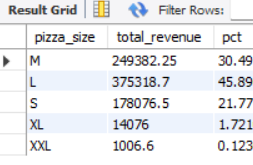 Result Grid Filter Rows:
pizza_size total_revenue pct
M 249382.25 30.49
L 375318.7 45.89
S 178076.5 21.77
XL 14076 1.721
XXL 1006.6 0.123